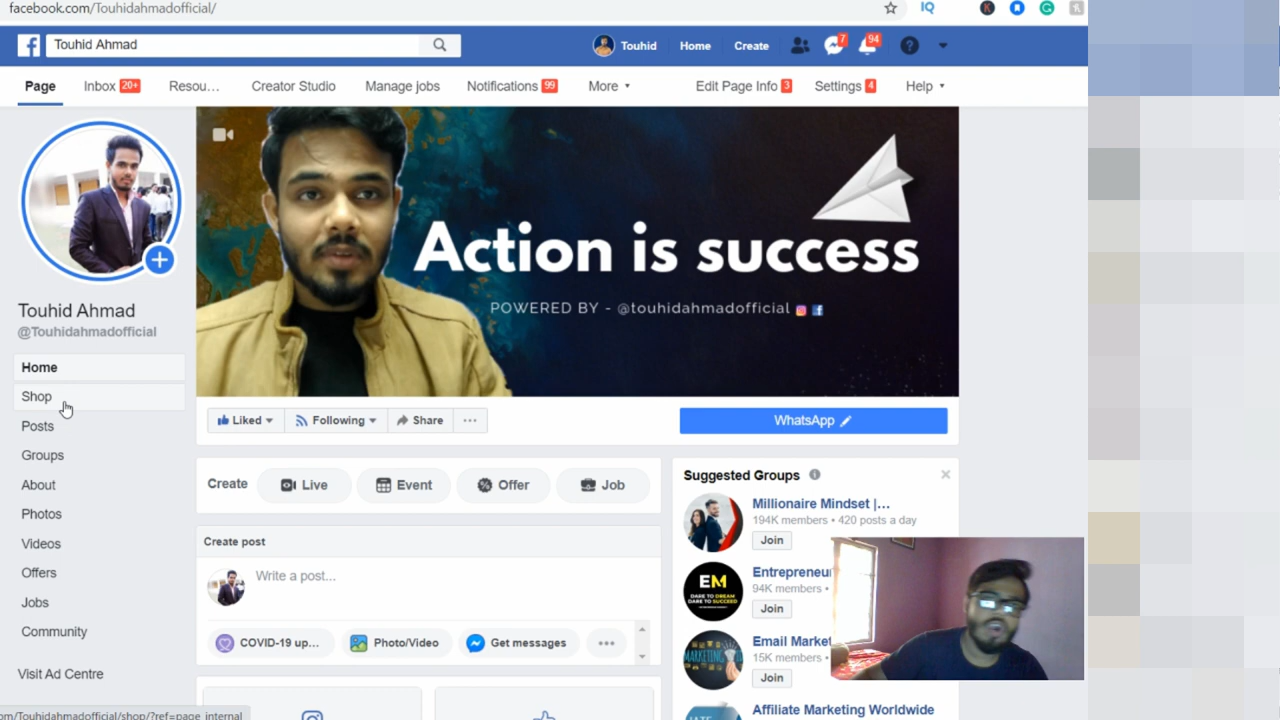 facebook.com/Touhidahmadofficial/
IQ
K
G
Touhid Ahmad
Touhid Home Create 7 94
Page Inbox 20+ Resou... Creator Studio Manage jobs Notifications 99 More Edit Page Info 3 Settings 4 Help
Action is success
POWERED BY - @touhidahmadofficial
Touhid Ahmad
@Touhidahmadofficial
Home
Shop
Posts
Groups
About
Photos
Videos
Offers
Jobs
Community
Visit Ad Centre
Liked Following Share ...
WhatsApp
Create Live Event Offer Job
Create post
Write a post...
COVID-19 up... Photo/Video Get messages ...
Suggested Groups
Millionaire Mindset |...
194K members • 420 posts a day
Join
EM
DARE TO DREAM
DARE TO SUCCEED
Entrepreneu
94K members •
Join
MARKETING
Email Market
15K members •
Join
Affiliate Marketing Worldwide
om/Touhidahmadofficial/shop/?ref=page_internal